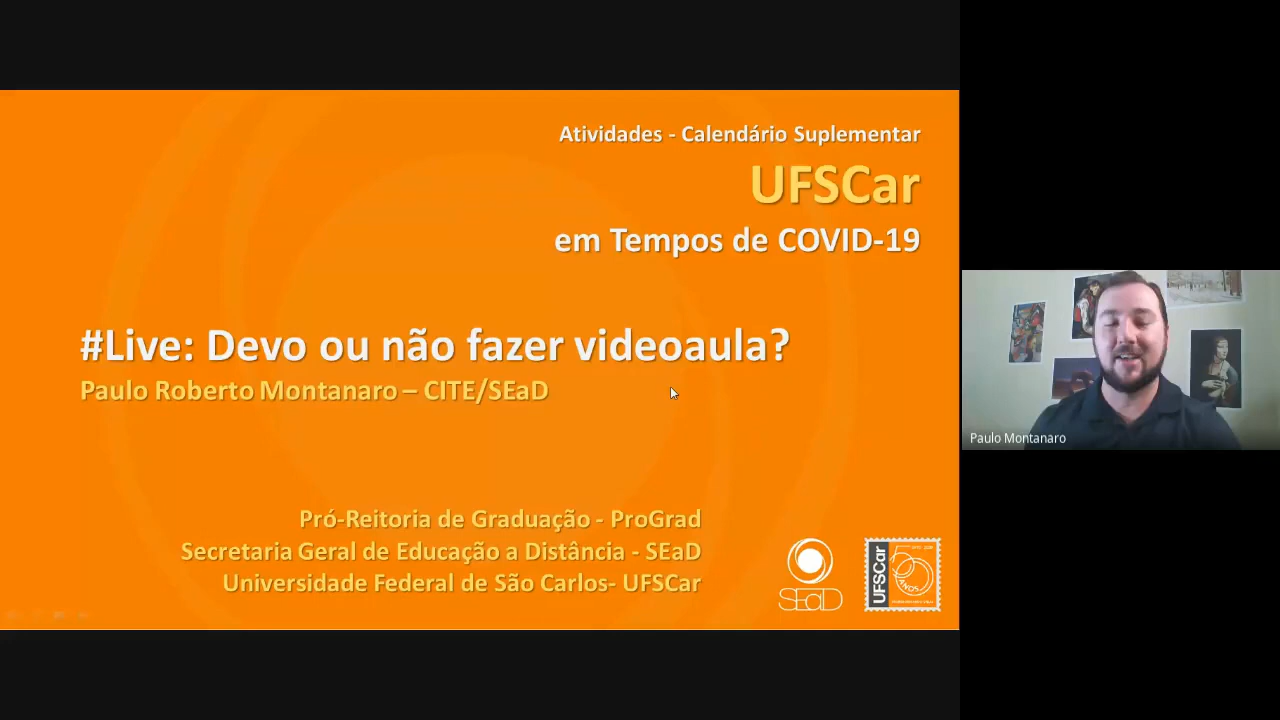 Atividades - Calendário Suplementar
UFSCar
em Tempos de COVID-19
#Live: Devo ou não fazer videoaula?
Paulo Roberto Montanaro – CITE/SEaD
Paulo Montanaro
Pró-Reitoria de Graduação - ProGrad
Secretaria Geral de Educação a Distância - SEaD
Universidade Federal de São Carlos- UFSCar
SEaD
UFSCar
50
ANOS